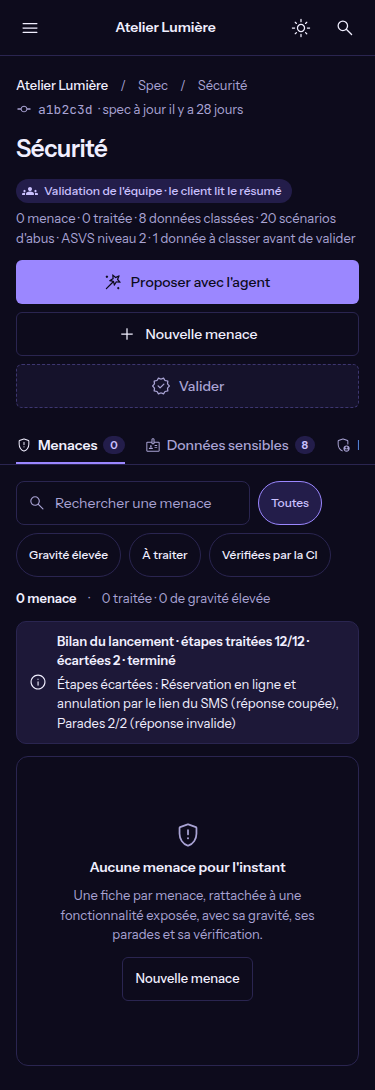 Atelier Lumière
Atelier Lumière / Spec / Sécurité
a1b2c3d · spec à jour il y a 28 jours
Sécurité
Validation de l'équipe · le client lit le résumé
0 menace · 0 traitée · 8 données classées · 20 scénarios
d'abus · ASVS niveau 2 · 1 donnée à classer avant de valider
Proposer avec l'agent
Nouvelle menace
Valider
Menaces 0 Données sensibles 8
Rechercher une menace Toutes
Gravité élevée À traiter Vérifiées par la CI
0 menace · 0 traitée · 0 de gravité élevée
Bilan du lancement · étapes traitées 12/12 ·
écartées 2 · terminé
Étapes écartées : Réservation en ligne et
annulation par le lien du SMS (réponse coupée),
Parades 2/2 (réponse invalide)
Aucune menace pour l'instant
Une fiche par menace, rattachée à une
fonctionnalité exposée, avec sa gravité, ses
parades et sa vérification.
Nouvelle menace